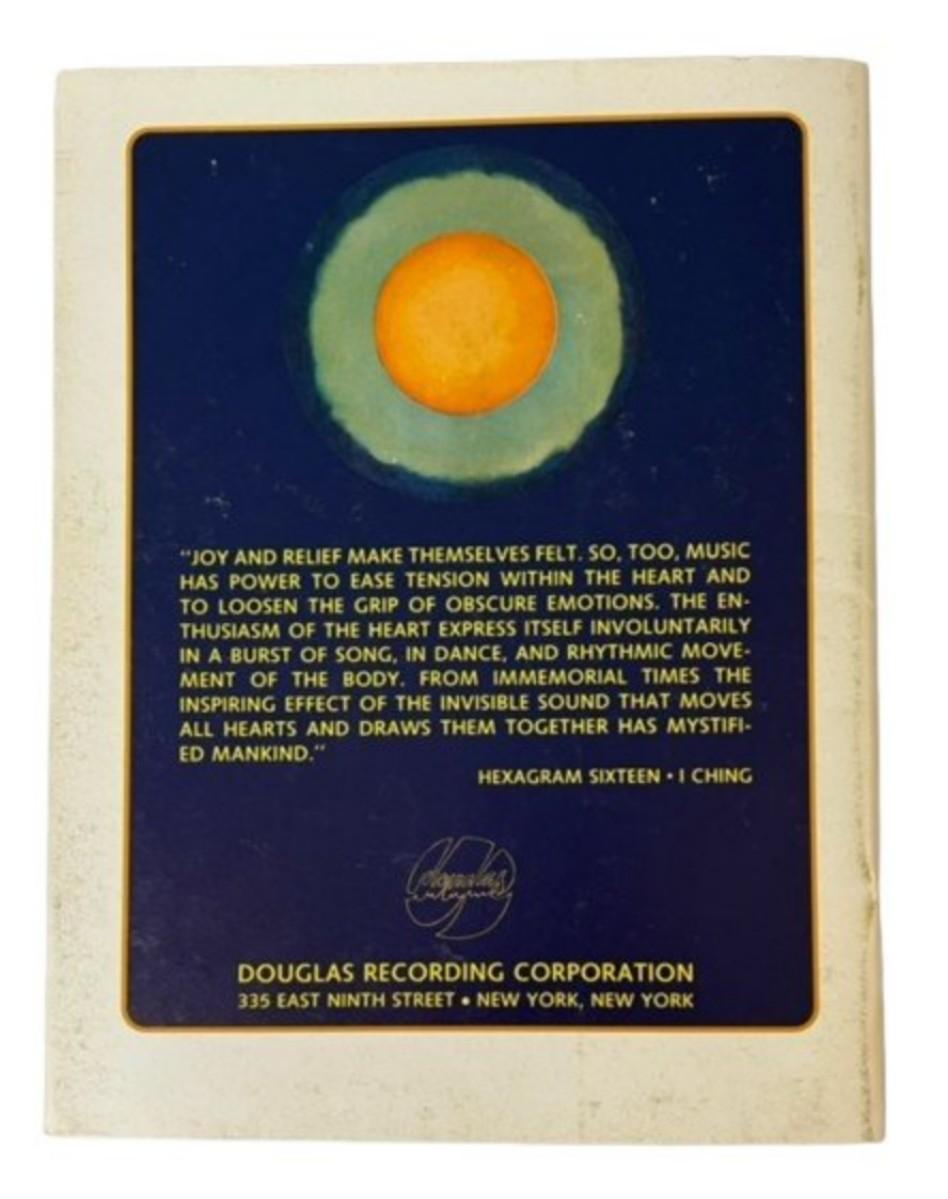 “JOY AND RELIEF MAKE THEMSELVES FELT. SO, TOO, MUSIC
HAS POWER TO EASE TENSION WITHIN THE HEART AND
TO LOOSEN THE GRIP OF OBSCURE EMOTIONS. THE EN-
THUSIASM OF THE HEART EXPRESS ITSELF INVOLUNTARILY
IN A BURST OF SONG, IN DANCE, AND RHYTHMIC MOVE-
MENT OF THE BODY. FROM IMMEMORIAL TIMES THE
INSPIRING EFFECT OF THE INVISIBLE SOUND THAT MOVES
ALL HEARTS AND DRAWS THEM TOGETHER HAS MYSTIFI-
ED MANKIND.”
HEXAGRAM SIXTEEN • I CHING
douglas
DOUGLAS RECORDING CORPORATION
335 EAST NINTH STREET • NEW YORK, NEW YORK